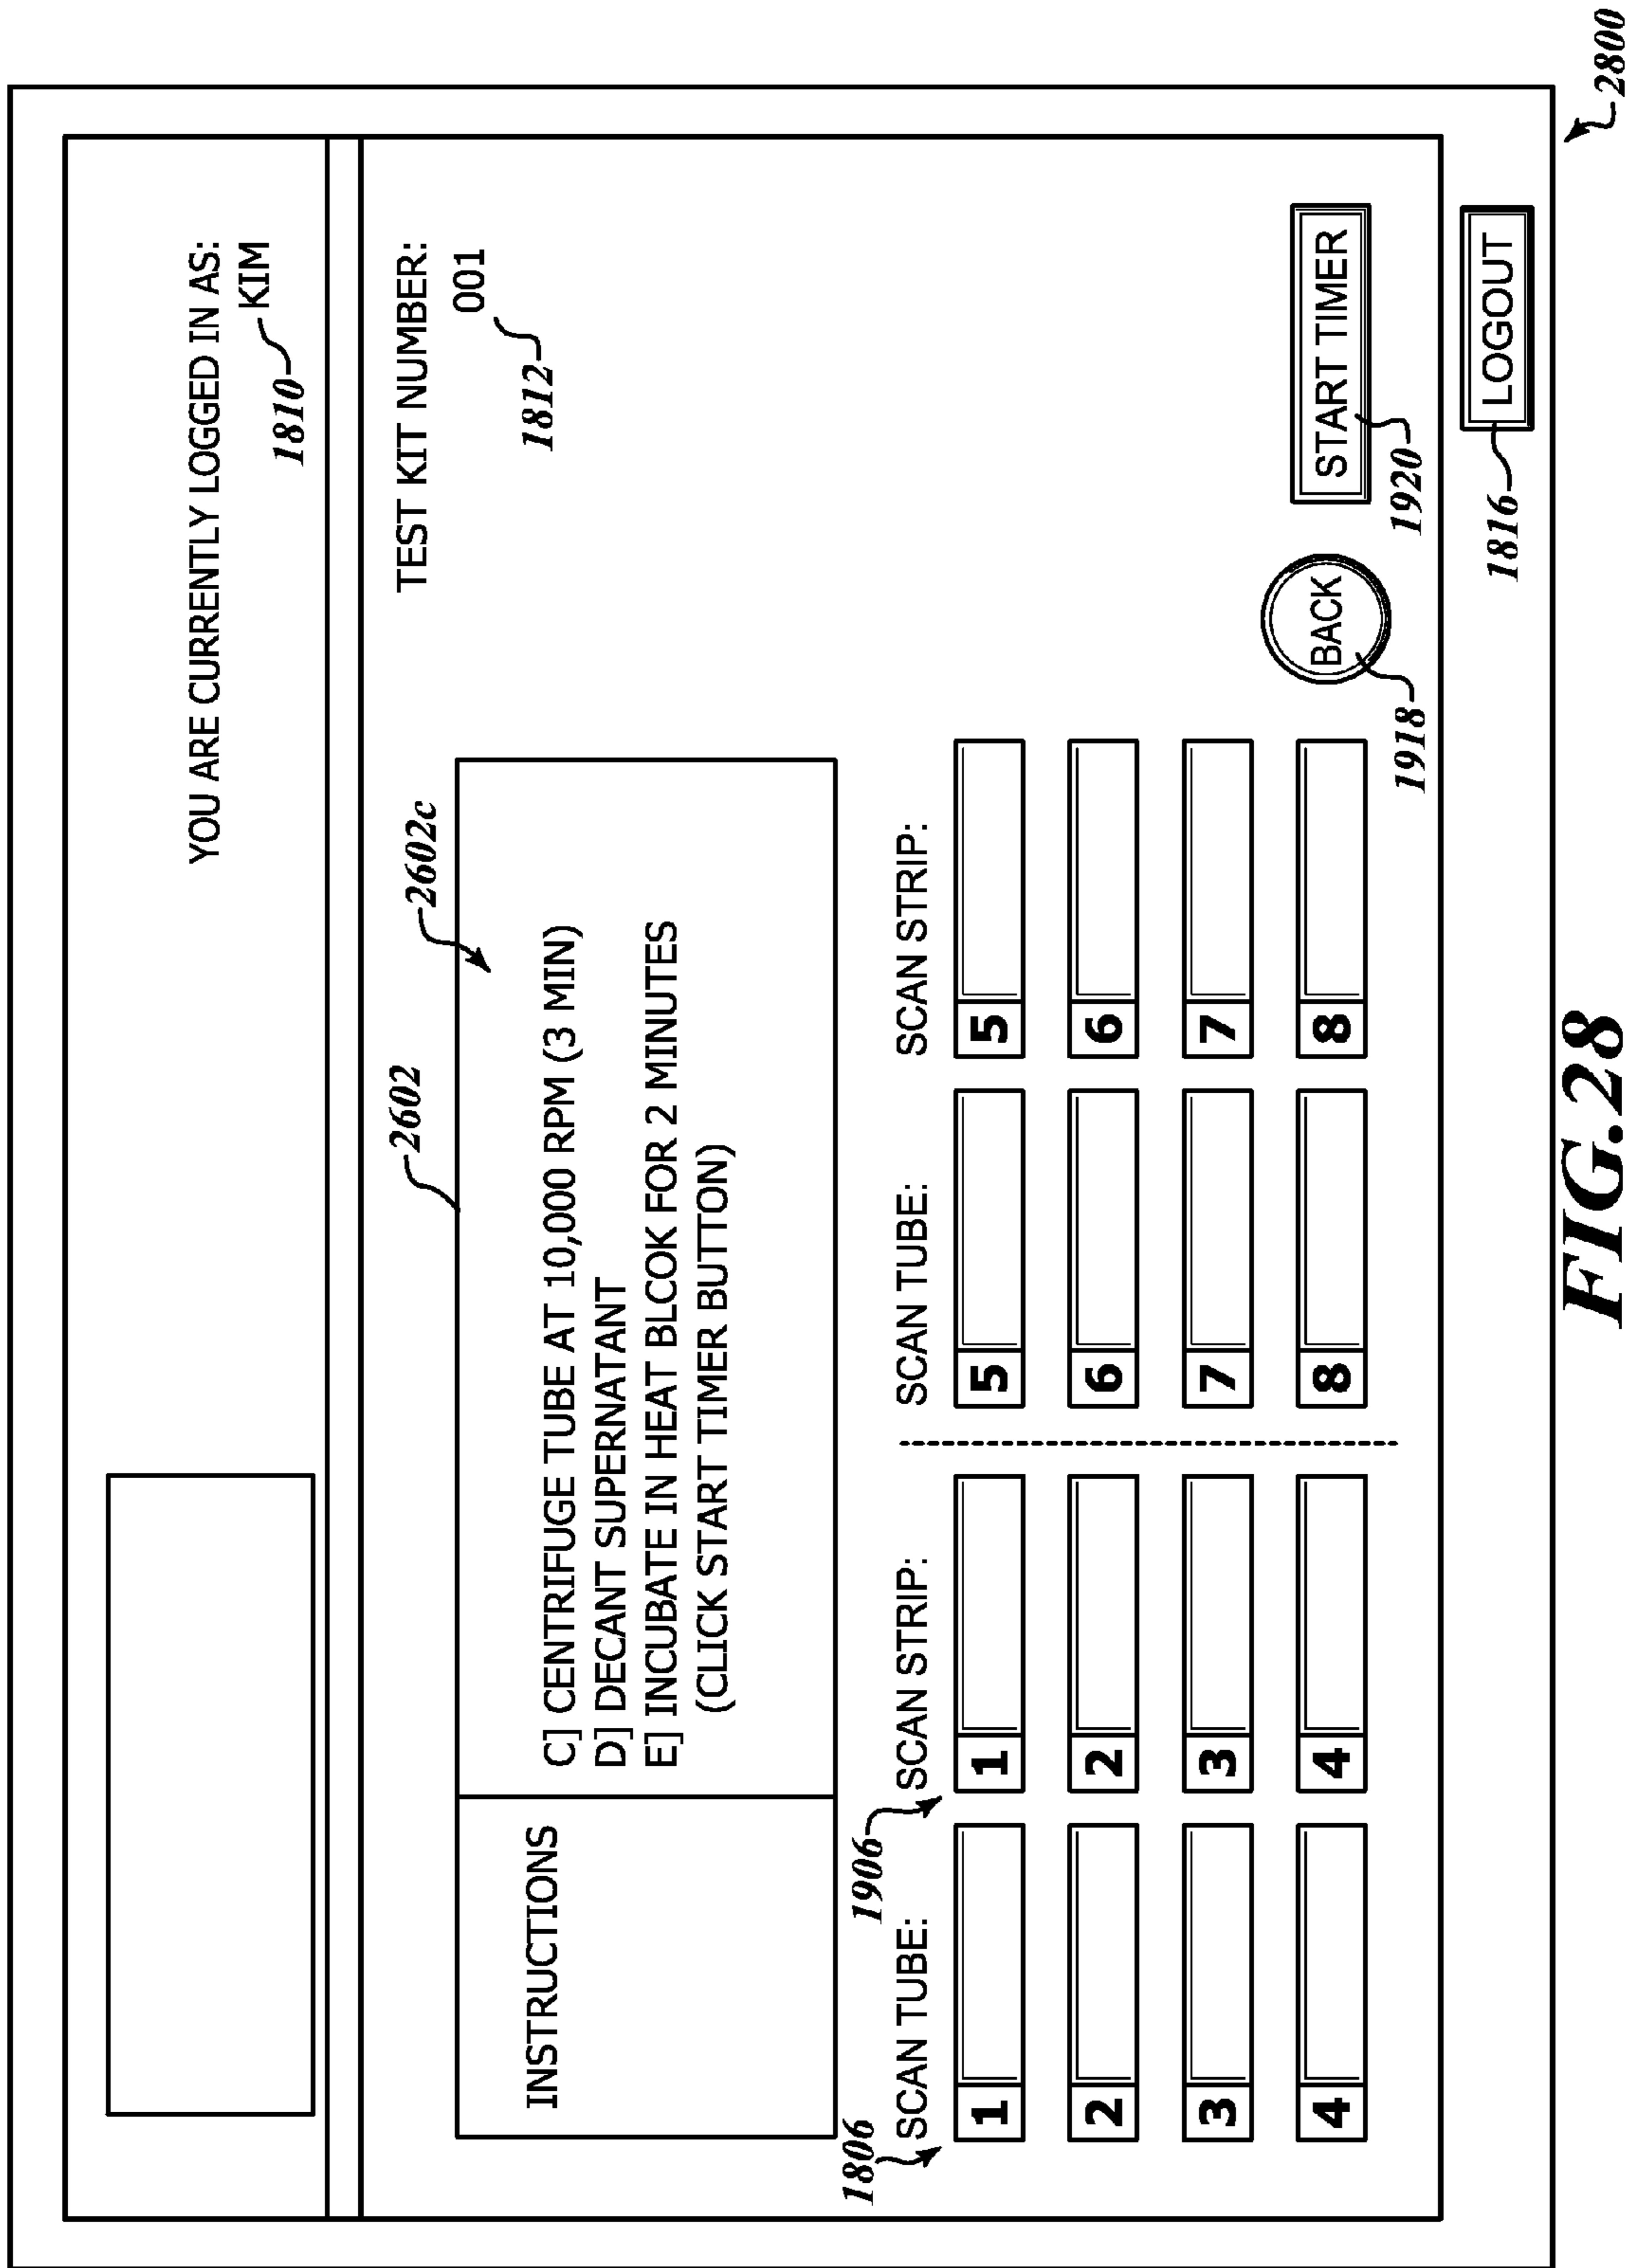 YOU ARE CURRENTLY LOGGED IN AS:
KIM
1810
TEST KIT NUMBER:
001
1812
2602
2602c
INSTRUCTIONS
C] CENTRIFUGE TUBE AT 10,000 RPM (3 MIN)
D] DECANT SUPERNATANT
E] INCUBATE IN HEAT BLCOK FOR 2 MINUTES
(CLICK START TIMER BUTTON)
1806
1906
SCAN TUBE: SCAN STRIP: SCAN TUBE: SCAN STRIP:
1 1 5 5
2 2 6 6
3 3 7 7
4 4 8 8
BACK
START TIMER
1918
1920
LOGOUT
1816
2800
FIG.28